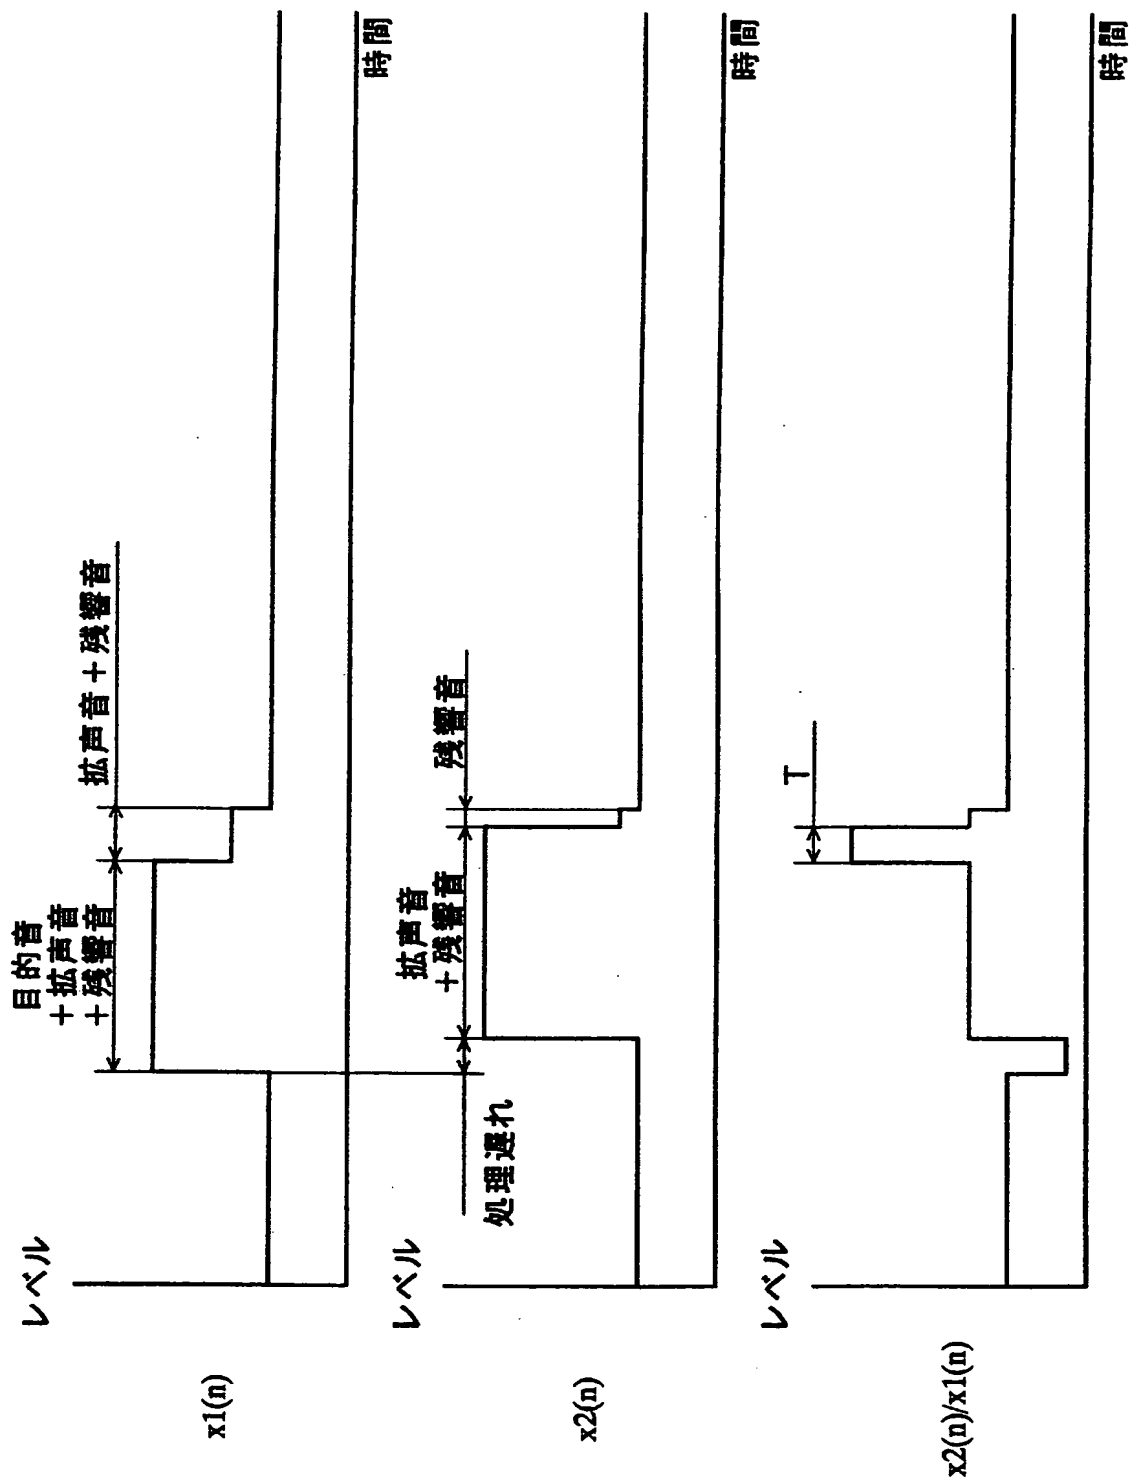 レベル
目的音
+拡声音
+残響音
拡声音+残響音
x1(n)
時間
レベル
処理遅れ
拡声音
+残響音
残響音
x2(n)
時間
レベル
T
x2(n)/x1(n)
時間